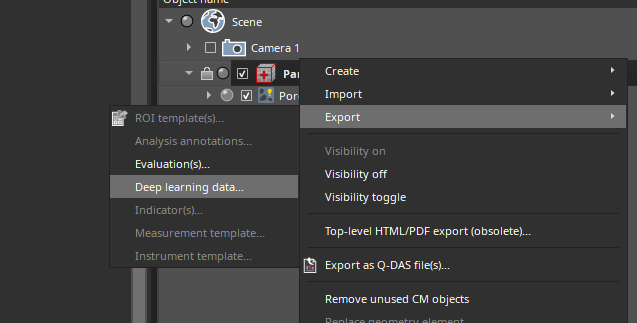 Object name
Scene
Camera 1
Par
Pore
Create
Import
Export
Visibility on
Visibility off
Visibility toggle
Top-level HTML/PDF export (obsolete)...
Export as Q-DAS file(s)...
Remove unused CM objects
Replace geometry element
ROI template(s)...
Analysis annotations...
Evaluation(s)...
Deep learning data...
Indicator(s)...
Measurement template...
Instrument template...